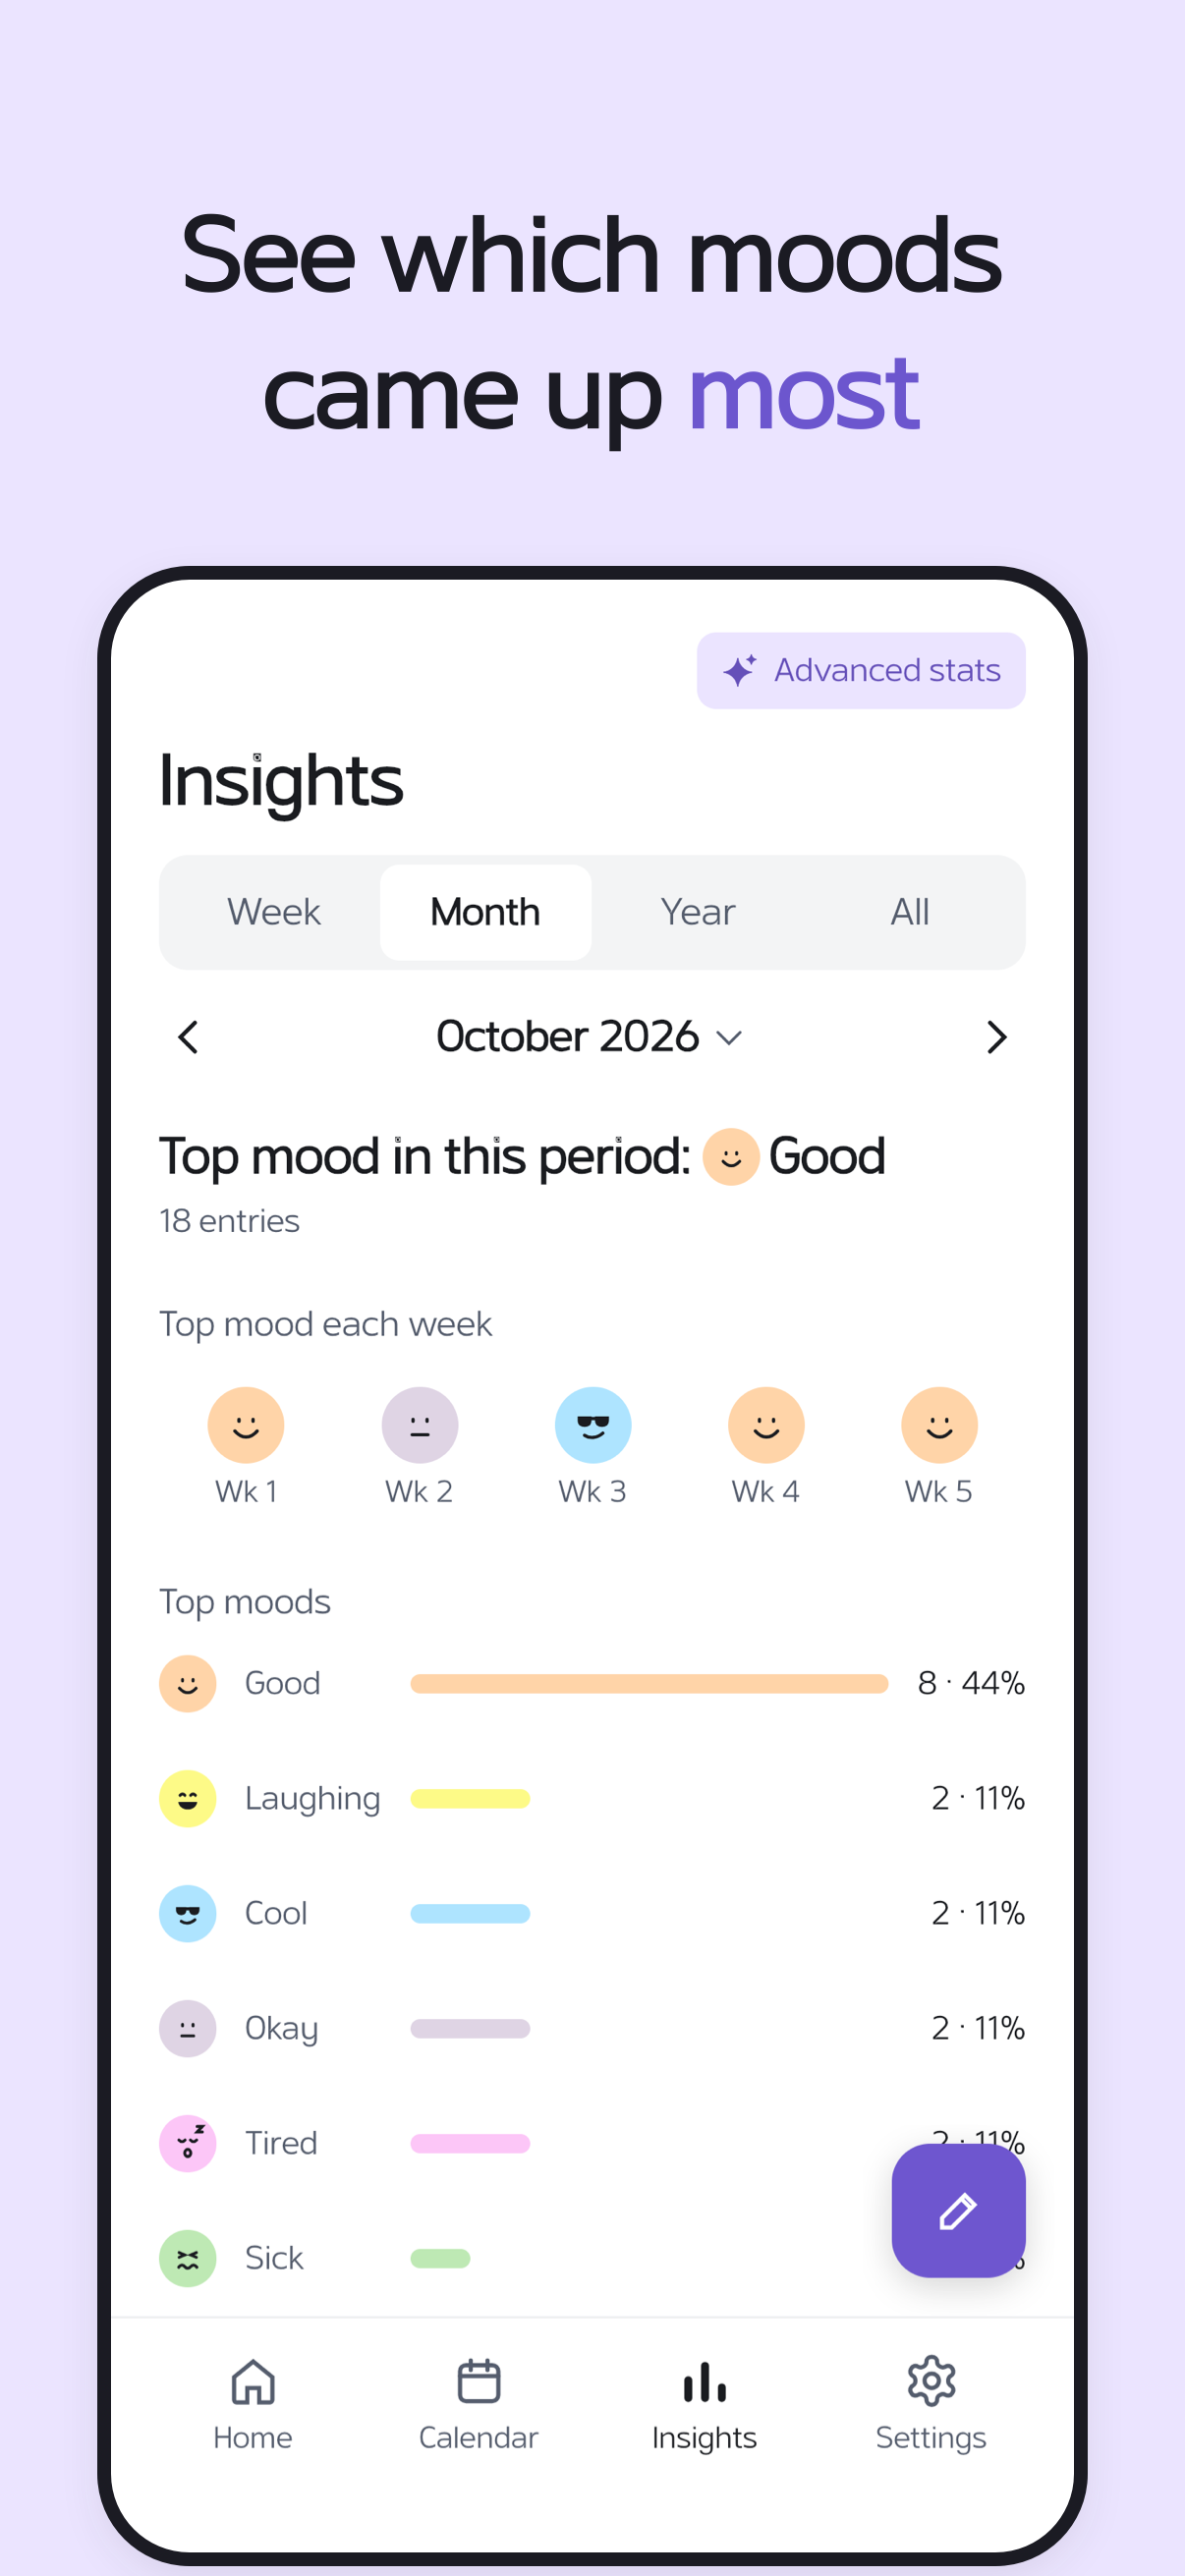 See which moods
came up most
Advanced stats
Insights
Week Month Year All
October 2026
Top mood in this period: Good
18 entries
Top mood each week
Wk 1 Wk 2 Wk 3 Wk 4 Wk 5
Top moods
Good 8 · 44%
Laughing 2 · 11%
Cool 2 · 11%
Okay 2 · 11%
Tired 2 · 11%
Sick
Home Calendar Insights Settings